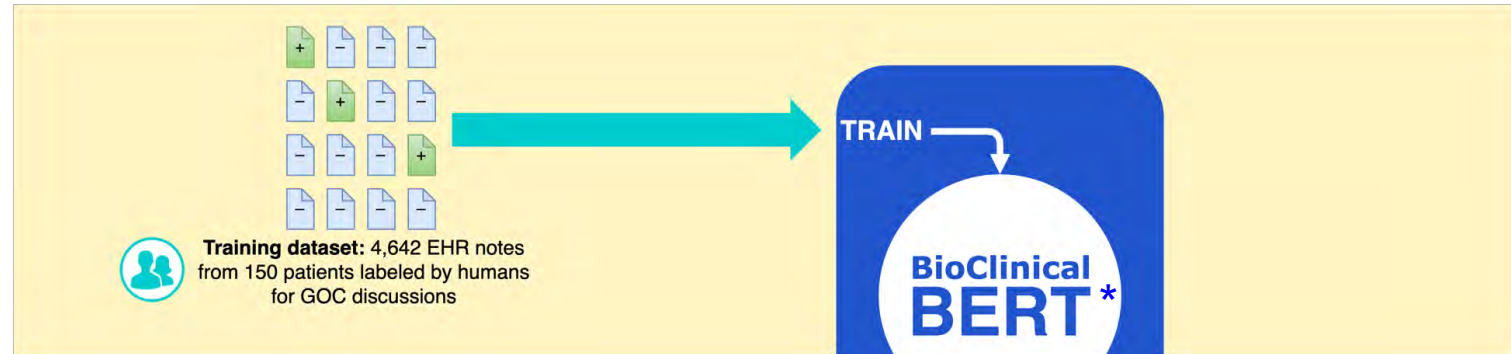 + - - -
- + - -
- - - +
- - - -
Training dataset: 4,642 EHR notes
from 150 patients labeled by humans
for GOC discussions
TRAIN
BioClinical
BERT *